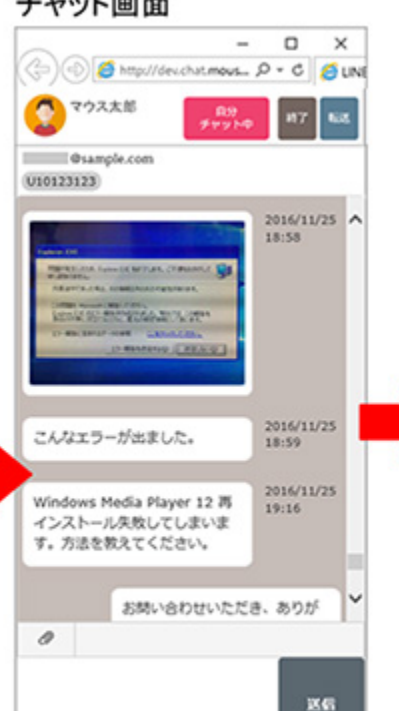 チャット画面
http://dev.chat.mous...
LINE
マウス太郎
自分
チャット中
終了
転送
@sample.com
U10123123
2016/11/25
18:58
こんなエラーが出ました。
2016/11/25
18:59
Windows Media Player 12 再
インストール失敗してしまいま
す。方法を教えてください。
2016/11/25
19:16
お問い合わせいただき、ありが
送信